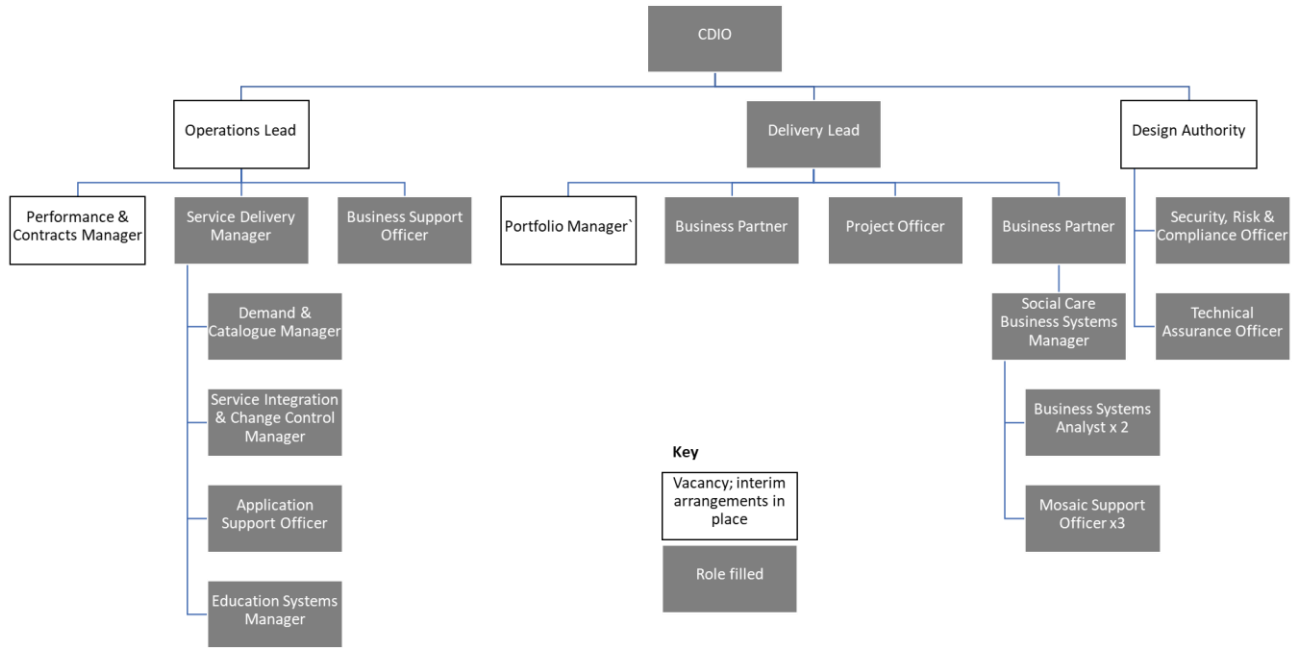 CDIO
Operations Lead
Delivery Lead
Design Authority
Performance &
Contracts Manager
Service Delivery
Manager
Business Support
Officer
Portfolio Manager`
Business Partner
Project Officer
Business Partner
Security, Risk &
Compliance Officer
Demand &
Catalogue Manager
Social Care
Business Systems
Manager
Technical
Assurance Officer
Service Integration
& Change Control
Manager
Business Systems
Analyst x 2
Key
Vacancy; interim
arrangements in
place
Application
Support Officer
Mosaic Support
Officer x3
Role filled
Education Systems
Manager